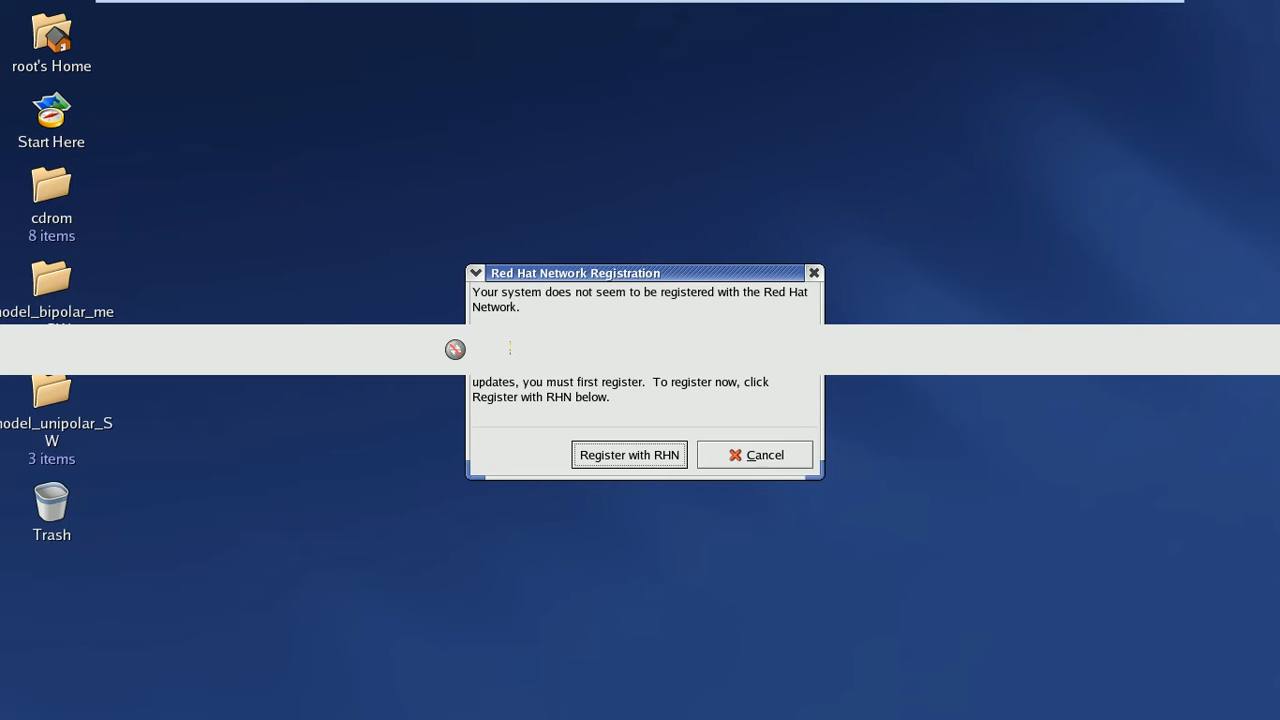 root's Home
Start Here
cdrom
8 items
Red Hat Network Registration
Your system does not seem to be registered with the Red Hat
Network.
updates, you must first register. To register now, click
Register with RHN below.
Register with RHN
Cancel
odel_unipolar_S
W
3 items
Trash